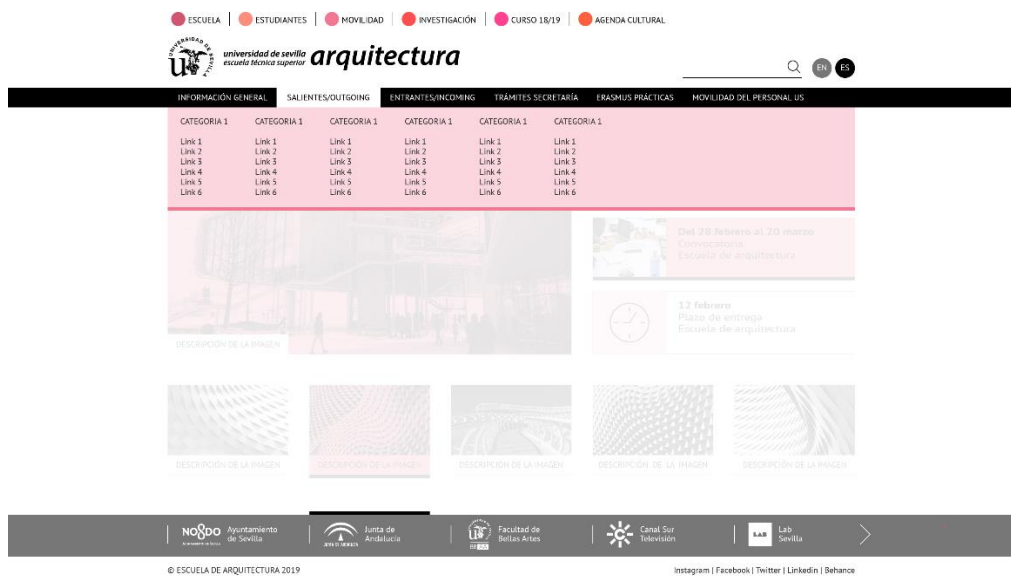 ESCUELA | ESTUDIANTES | MOVILIDAD | INVESTIGACIÓN | CURSO 18/19 | AGENDA CULTURAL
universidad de sevilla
escuela técnica superior
arquitectura
EN ES
INFORMACIÓN GENERAL SALIENTES/OUTGOING ENTRANTES/INCOMING TRÁMITES SECRETARÍA ERASMUS PRÁCTICAS MOVILIDAD DEL PERSONAL US
CATEGORIA 1 CATEGORIA 1 CATEGORIA 1 CATEGORIA 1 CATEGORIA 1 CATEGORIA 1
Link 1 Link 1 Link 1 Link 1 Link 1 Link 1
Link 2 Link 2 Link 2 Link 2 Link 2 Link 2
Link 3 Link 3 Link 3 Link 3 Link 3 Link 3
Link 4 Link 4 Link 4 Link 4 Link 4 Link 4
Link 5 Link 5 Link 5 Link 5 Link 5 Link 5
Link 6 Link 6 Link 6 Link 6 Link 6 Link 6
Del 28 febrero al 20 marzo
Convocatoria
Escuela de arquitectura
12 febrero
Plazo de entrega
Escuela de arquitectura
DESCRIPCIÓN DE LA IMAGEN
DESCRIPCIÓN DE LA IMAGEN DESCRIPCIÓN DE LA IMAGEN DESCRIPCIÓN DE LA IMAGEN DESCRIPCIÓN DE LA IMAGEN DESCRIPCIÓN DE LA IMAGEN
NO8DO Ayuntamiento de Sevilla
Junta de Andalucía
Facultad de Bellas Artes
Canal Sur Televisión
LAB Lab Sevilla
© ESCUELA DE ARQUITECTURA 2019
Instagram | Facebook | Twitter | Linkedin | Behance